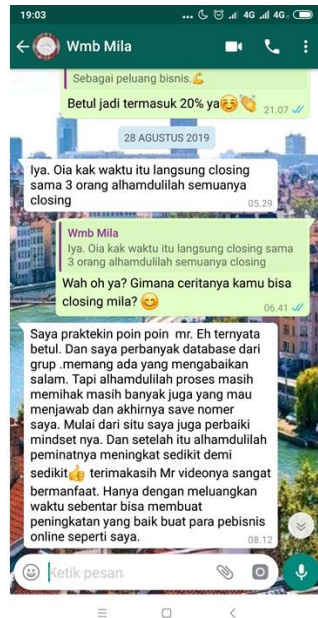 19:03
... 4G 4G
Wmb Mila
Sebagai peluang bisnis.💪
Betul jadi termasuk 20% ya😊👏
21.07
28 AGUSTUS 2019
Iya. Oia kak waktu itu langsung closing
sama 3 orang alhamdulilah semuanya
closing
05.29
Wmb Mila
Iya. Oia kak waktu itu langsung closing sama
3 orang alhamdulilah semuanya closing
Wah oh ya? Gimana ceritanya kamu bisa
closing mila? 😊
06.41
Saya praktekin poin poin mr. Eh ternyata
betul. Dan saya perbanyak database dari
grup .memang ada yang mengabaikan
salam. Tapi alhamdulilah proses masih
memihak masih banyak juga yang mau
menjawab dan akhirnya save nomer
saya. Mulai dari situ saya juga perbaiki
mindset nya. Dan setelah itu alhamdulilah
peminatnya meningkat sedikit demi
sedikit👍 terimakasih Mr videonya sangat
bermanfaat. Hanya dengan meluangkan
waktu sebentar bisa membuat
peningkatan yang baik buat para pebisnis
online seperti saya.
08.12
Ketik pesan